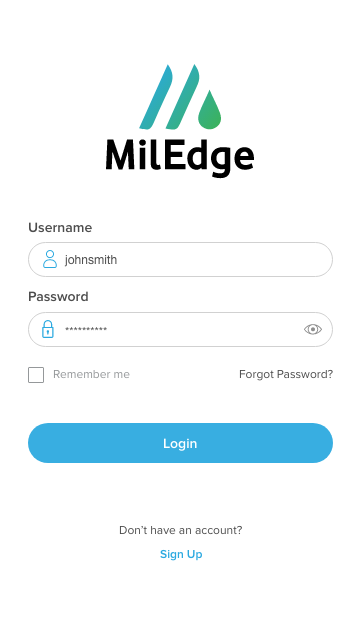 MilEdge
Username
johnsmith
Password
**********
Remember me
Forgot Password?
Login
Don't have an account?
Sign Up